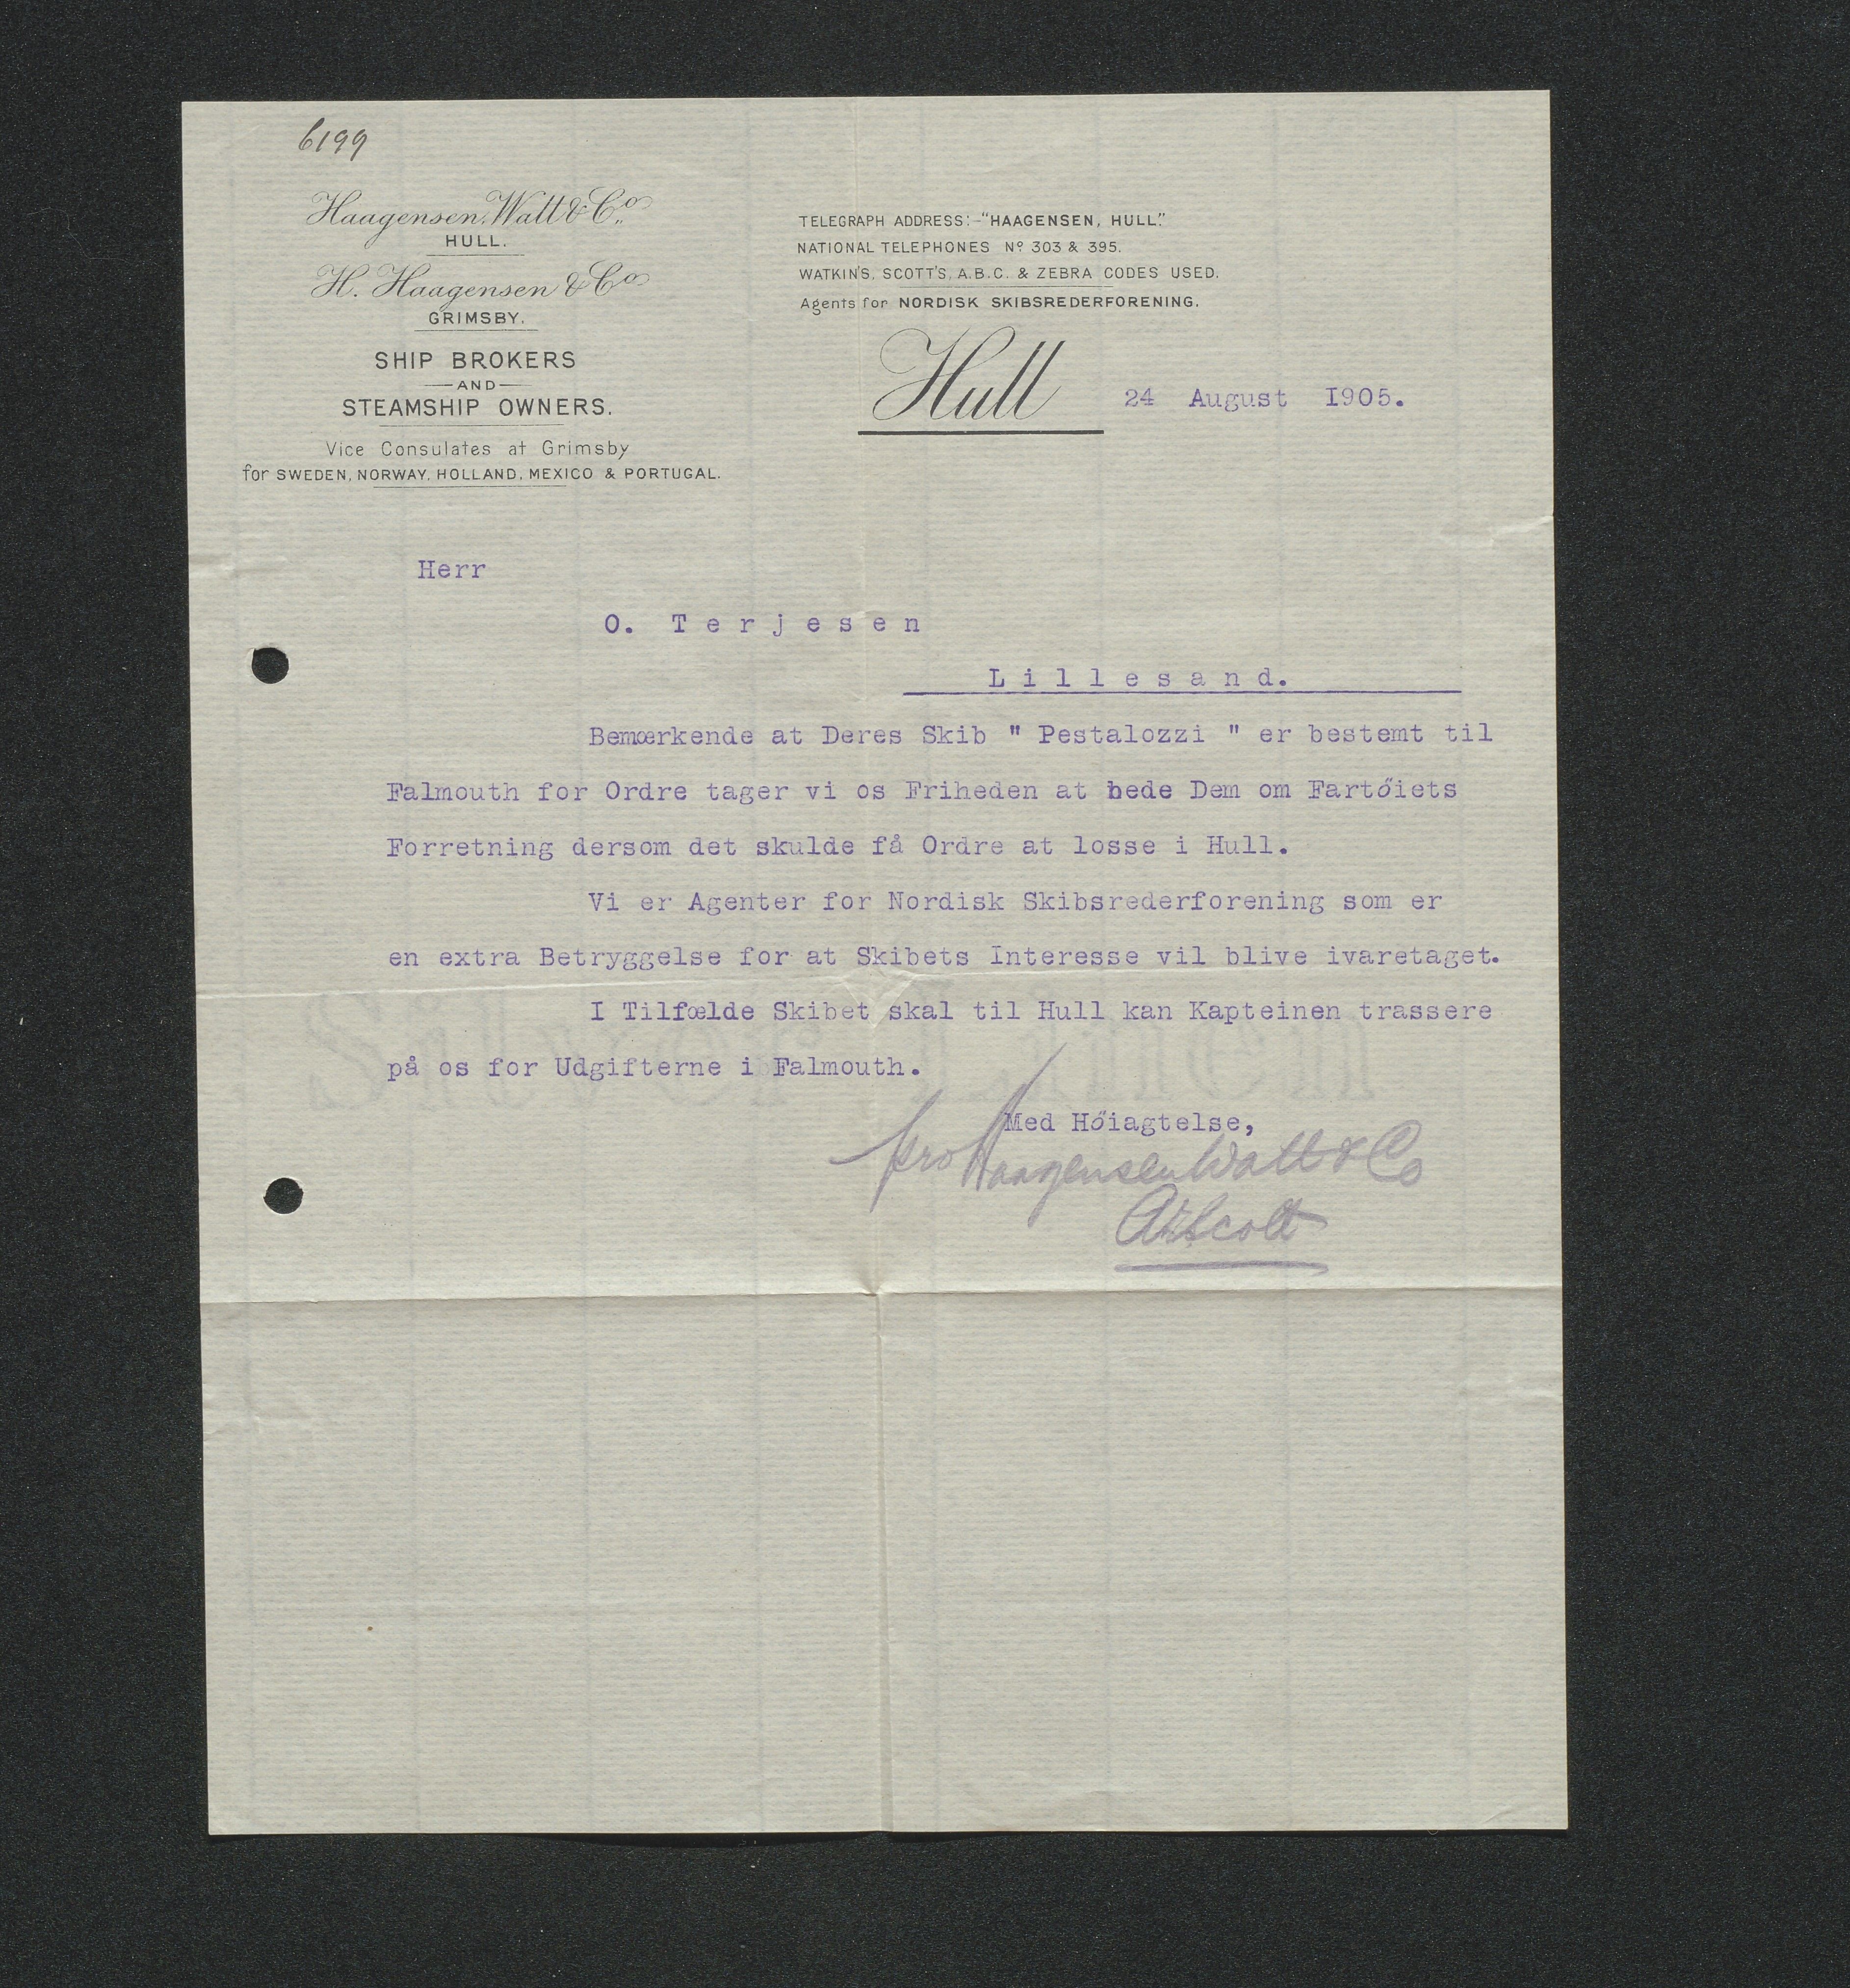 6199
Haagensen, Watt & Co.
HULL.
H. Haagensen & Co
GRIMSBY.
SHIP BROKERS
AND
STEAMSHIP OWNERS.
Vice Consulates at Grimsby
for SWEDEN, NORWAY, HOLLAND, MEXICO & PORTUGAL.
TELEGRAPH ADDRESS:-"HAAGENSEN, HULL."
NATIONAL TELEPHONES Nº 303 & 395.
WATKIN'S, SCOTT'S, A.B.C. & ZEBRA CODES USED.
Agents for NORDISK SKIBSREDERFORENING.
Hull 24 August 1905.
Herr
O. Terjesen
Lillesand.
Bemærkende at Deres Skib " Pestalozzi " er bestemt til
Falmouth for Ordre tager vi os Friheden at bede Dem om Fartőiets
Forretning dersom det skulde få Ordre at losse i Hull.
Vi er Agenter for Nordisk Skibsrederforening som er
en extra Betryggelse for at Skibets Interesse vil blive ivaretaget.
I Tilfælde Skibet skal til Hull kan Kapteinen trassere
på os for Udgifterne i Falmouth.
Med Hőiagtelse,
pro Haagensen Watt & Co